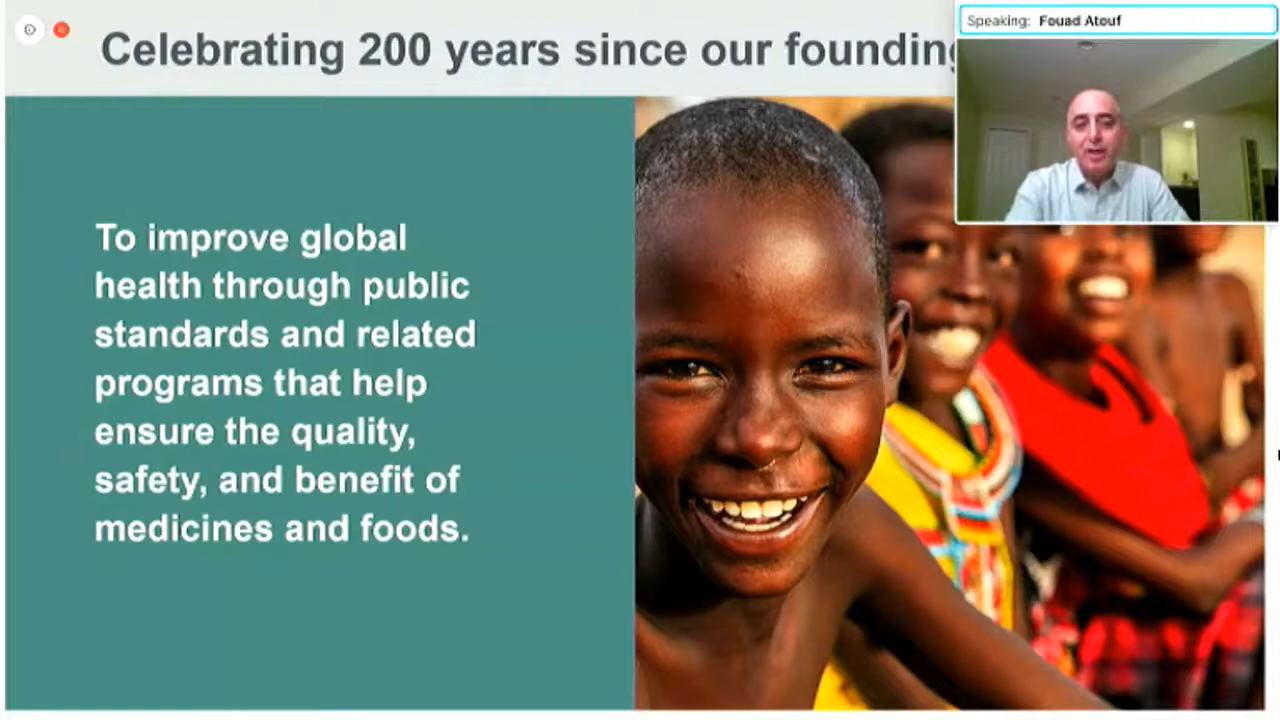 Celebrating 200 years since our founding
Speaking: Fouad Atouf
To improve global
health through public
standards and related
programs that help
ensure the quality,
safety, and benefit of
medicines and foods.